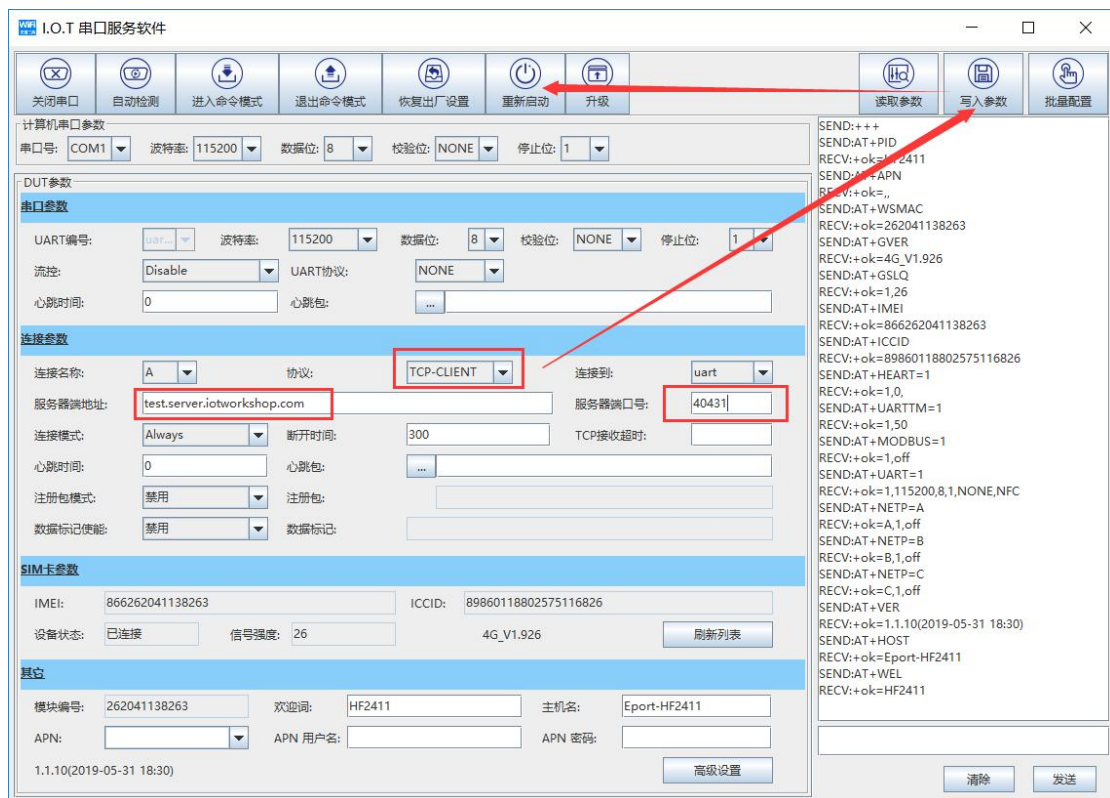 I.O.T 串口服务软件
关闭串口 自动检测 进入命令模式 退出命令模式 恢复出厂设置 重新启动 升级 读取参数 写入参数 批量配置
计算机串口参数
串口号: COM1 波特率: 115200 数据位: 8 校验位: NONE 停止位: 1
DUT参数
串口参数
UART编号: uar... 波特率: 115200 数据位: 8 校验位: NONE 停止位: 1
流控: Disable UART协议: NONE
心跳时间: 0 心跳包: ...
连接参数
连接名称: A 协议: TCP-CLIENT 连接到: uart
服务器端地址: test.server.iotworkshop.com 服务器端口号: 40431
连接模式: Always 断开时间: 300 TCP接收超时:
心跳时间: 0 心跳包: ...
注册包模式: 禁用 注册包:
数据标记使能: 禁用 数据标记:
SIM卡参数
IMEI: 866262041138263 ICCID: 89860118802575116826
设备状态: 已连接 信号强度: 26 4G_V1.926 刷新列表
其它
模块编号: 262041138263 欢迎词: HF2411 主机名: Eport-HF2411
APN: APN 用户名: APN 密码:
1.1.10(2019-05-31 18:30) 高级设置
SEND:+++
SEND:AT+PID
RECV:+ok=HF2411
SEND:AT+APN
RECV:+ok=,,
SEND:AT+WSMAC
RECV:+ok=262041138263
SEND:AT+GVER
RECV:+ok=4G_V1.926
SEND:AT+GSLQ
RECV:+ok=1,26
SEND:AT+IMEI
RECV:+ok=866262041138263
SEND:AT+ICCID
RECV:+ok=89860118802575116826
SEND:AT+HEART=1
RECV:+ok=1,0,
SEND:AT+UARTTM=1
RECV:+ok=1,50
SEND:AT+MODBUS=1
RECV:+ok=1,off
SEND:AT+UART=1
RECV:+ok=1,115200,8,1,NONE,NFC
SEND:AT+NETP=A
RECV:+ok=A,1,off
SEND:AT+NETP=B
RECV:+ok=B,1,off
SEND:AT+NETP=C
RECV:+ok=C,1,off
SEND:AT+VER
RECV:+ok=1.1.10(2019-05-31 18:30)
SEND:AT+HOST
RECV:+ok=Eport-HF2411
SEND:AT+WEL
RECV:+ok=HF2411
清除 发送